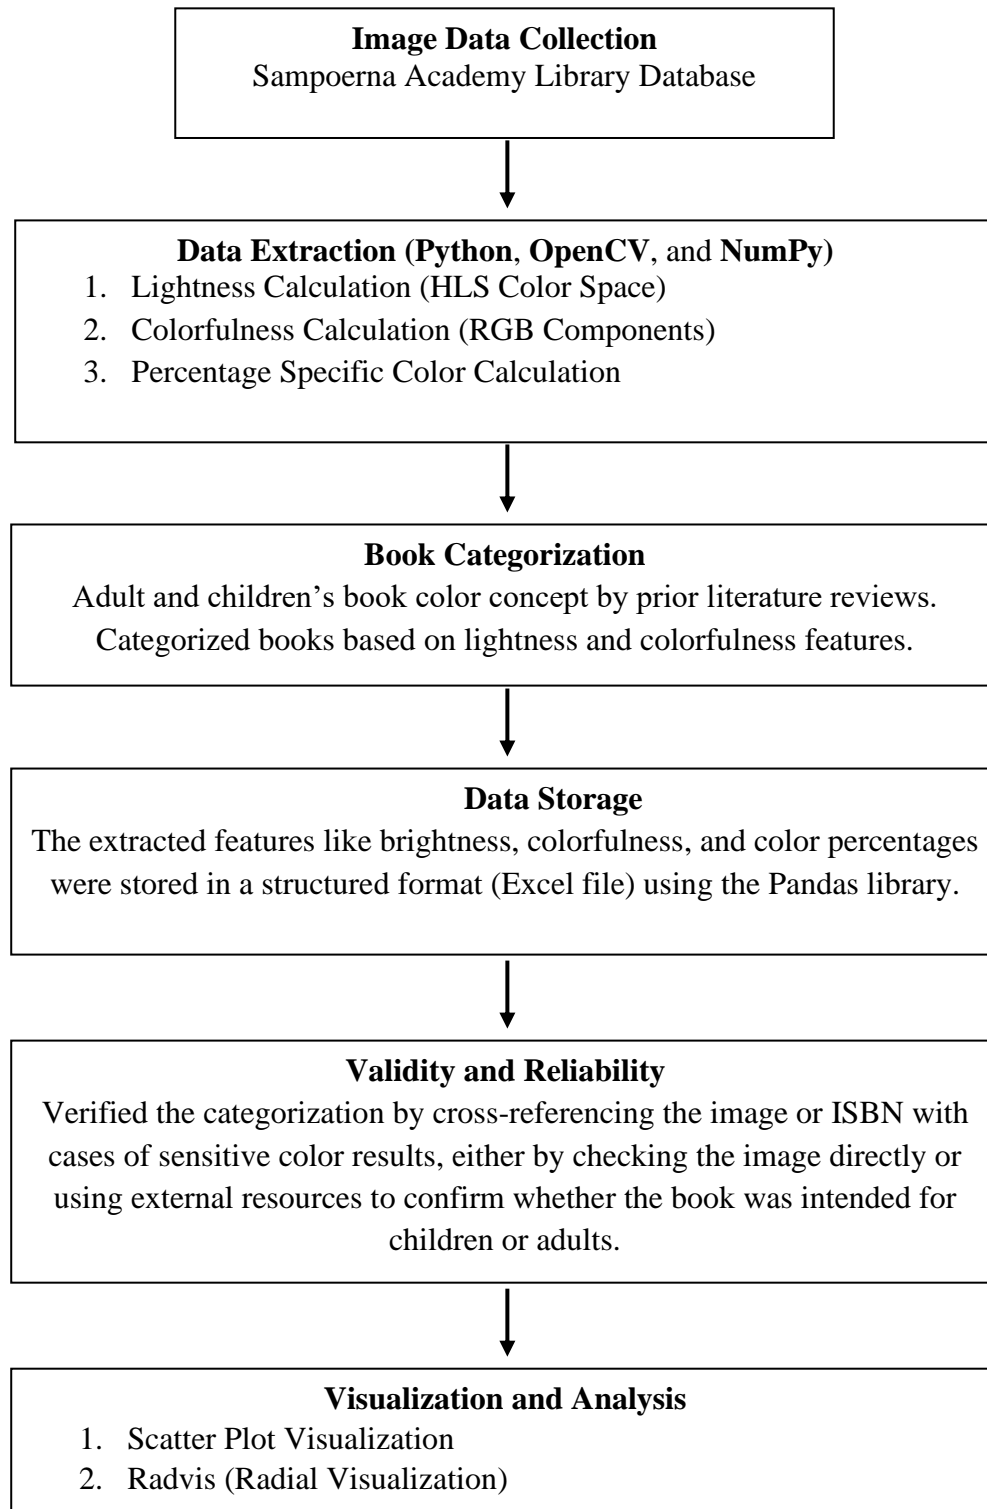 Image Data Collection
Sampoerna Academy Library Database
Data Extraction (Python, OpenCV, and NumPy)
1. Lightness Calculation (HLS Color Space)
2. Colorfulness Calculation (RGB Components)
3. Percentage Specific Color Calculation
Book Categorization
Adult and children’s book color concept by prior literature reviews.
Categorized books based on lightness and colorfulness features.
Data Storage
The extracted features like brightness, colorfulness, and color percentages
were stored in a structured format (Excel file) using the Pandas library.
Validity and Reliability
Verified the categorization by cross-referencing the image or ISBN with
cases of sensitive color results, either by checking the image directly or
using external resources to confirm whether the book was intended for
children or adults.
Visualization and Analysis
1. Scatter Plot Visualization
2. Radvis (Radial Visualization)